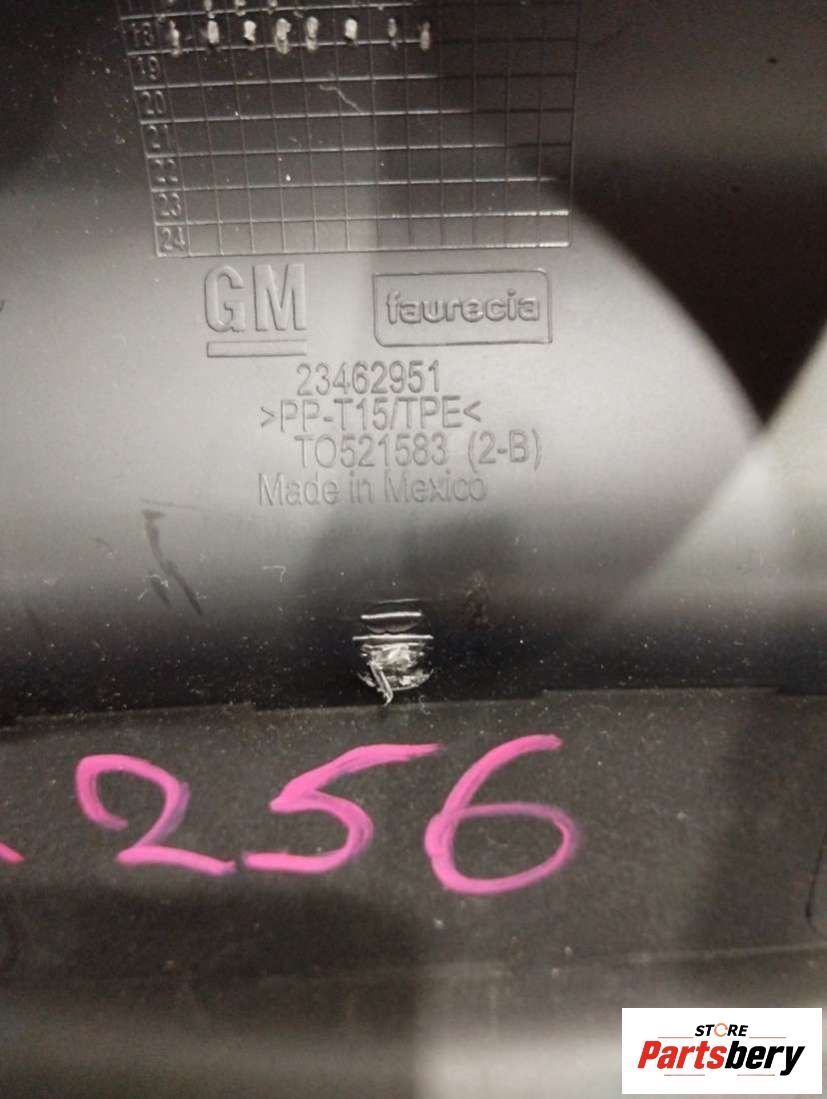 18
19
20
21
22
23
24
GM faurecia
23462951
>PP-T15/TPE<
TO521583 (2-B)
Made in Mexico
256
STORE
Partsbery